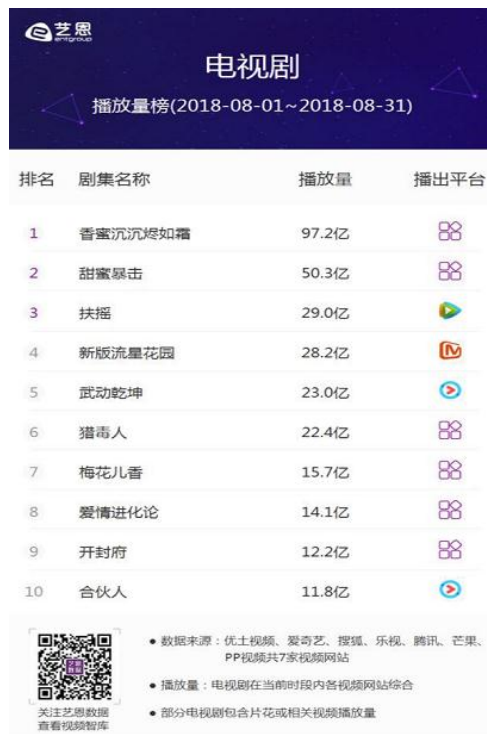 艺恩
entgroup
电视剧
播放量榜(2018-08-01~2018-08-31)
排名 剧集名称 播放量 播出平台
1 香蜜沉沉烬如霜 97.2亿
2 甜蜜暴击 50.3亿
3 扶摇 29.0亿
4 新版流星花园 28.2亿
5 武动乾坤 23.0亿
6 猎毒人 22.4亿
7 梅花儿香 15.7亿
8 爱情进化论 14.1亿
9 开封府 12.2亿
10 合伙人 11.8亿
艺恩
数据
关注艺恩数据
查看视频智库
• 数据来源：优土视频、爱奇艺、搜狐、乐视、腾讯、芒果、
PP视频共7家视频网站
• 播放量：电视剧在当前时段内各视频网站综合
• 部分电视剧包含片花或相关视频播放量